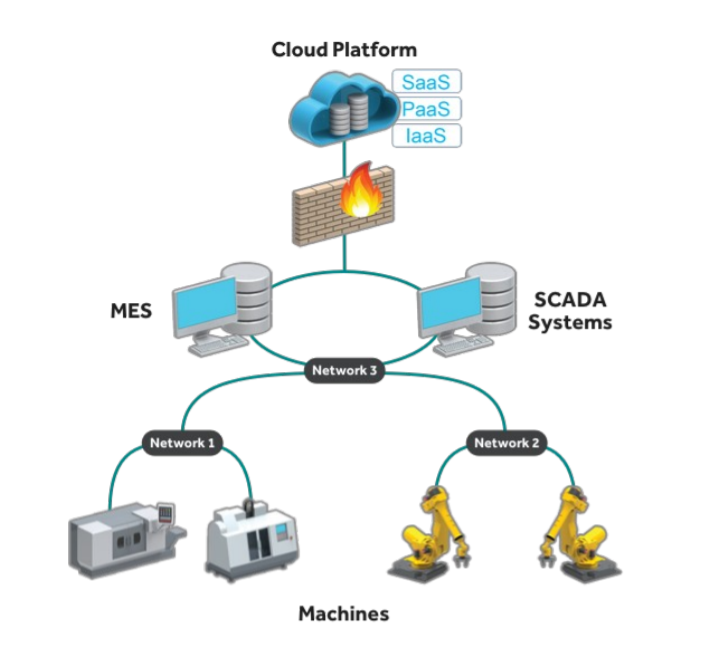 Cloud Platform
SaaS
PaaS
IaaS
MES
SCADA
Systems
Network 3
Network 1
Network 2
Machines